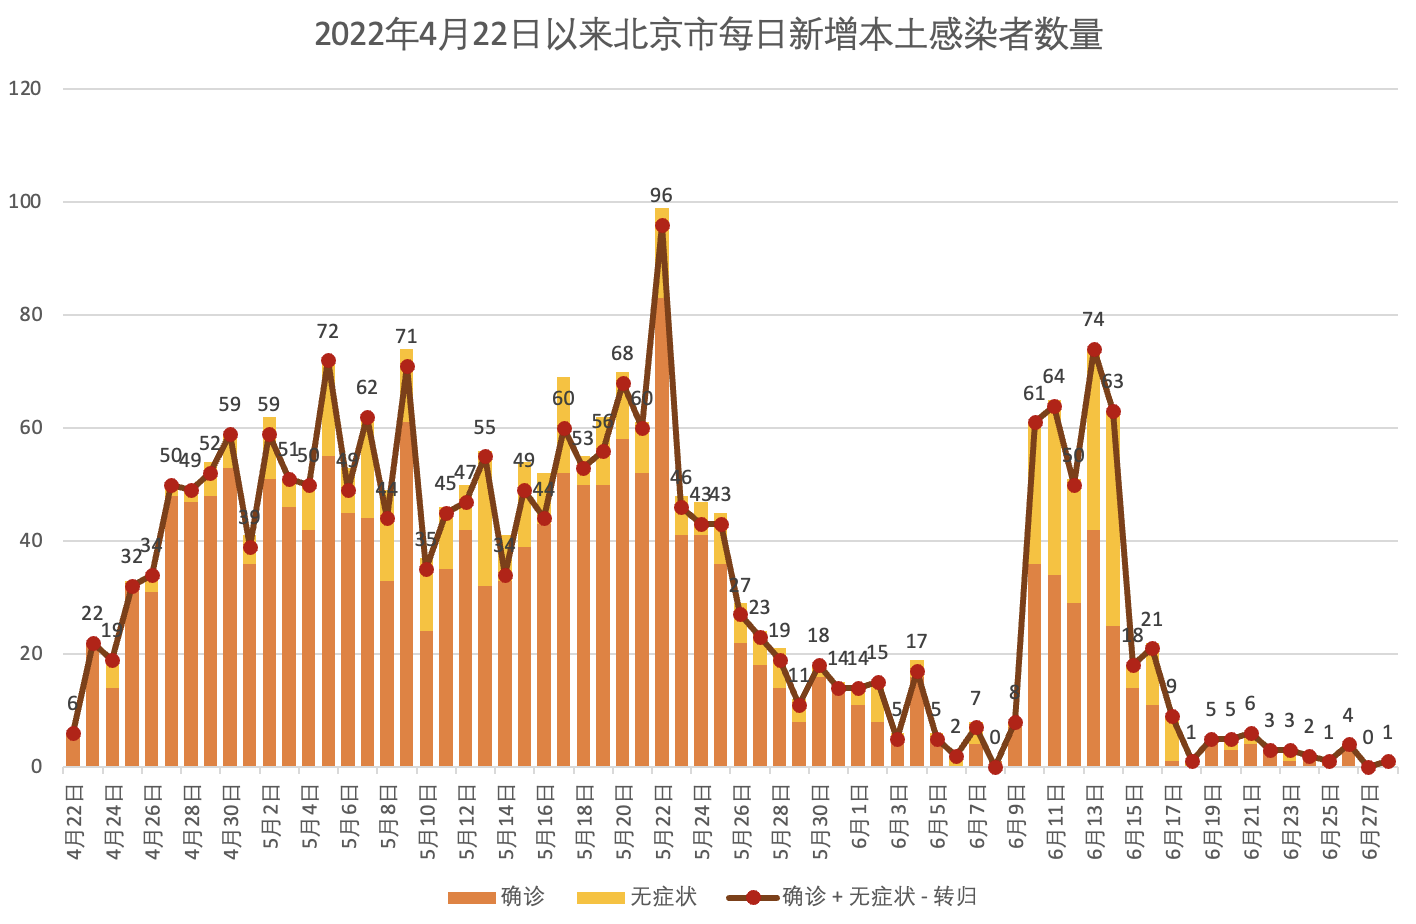 2022年4月22日以来北京市每日新增本土感染者数量
120
100
80
60
40
20
0
6
22
19
32
34
50
49
52
59
39
59
51
50
72
49
62
44
71
35
45
47
55
34
49
44
60
53
56
68
60
96
46
43
43
27
23
19
11
18
14
14
15
5
17
5
2
7
0
8
61
64
50
74
63
18
21
9
1
5
5
6
3
3
2
1
4
0
1
4月22日
4月24日
4月26日
4月28日
4月30日
5月2日
5月4日
5月6日
5月8日
5月10日
5月12日
5月14日
5月16日
5月18日
5月20日
5月22日
5月24日
5月26日
5月28日
5月30日
6月1日
6月3日
6月5日
6月7日
6月9日
6月11日
6月13日
6月15日
6月17日
6月19日
6月21日
6月23日
6月25日
6月27日
确诊
无症状
确诊 + 无症状 - 转归